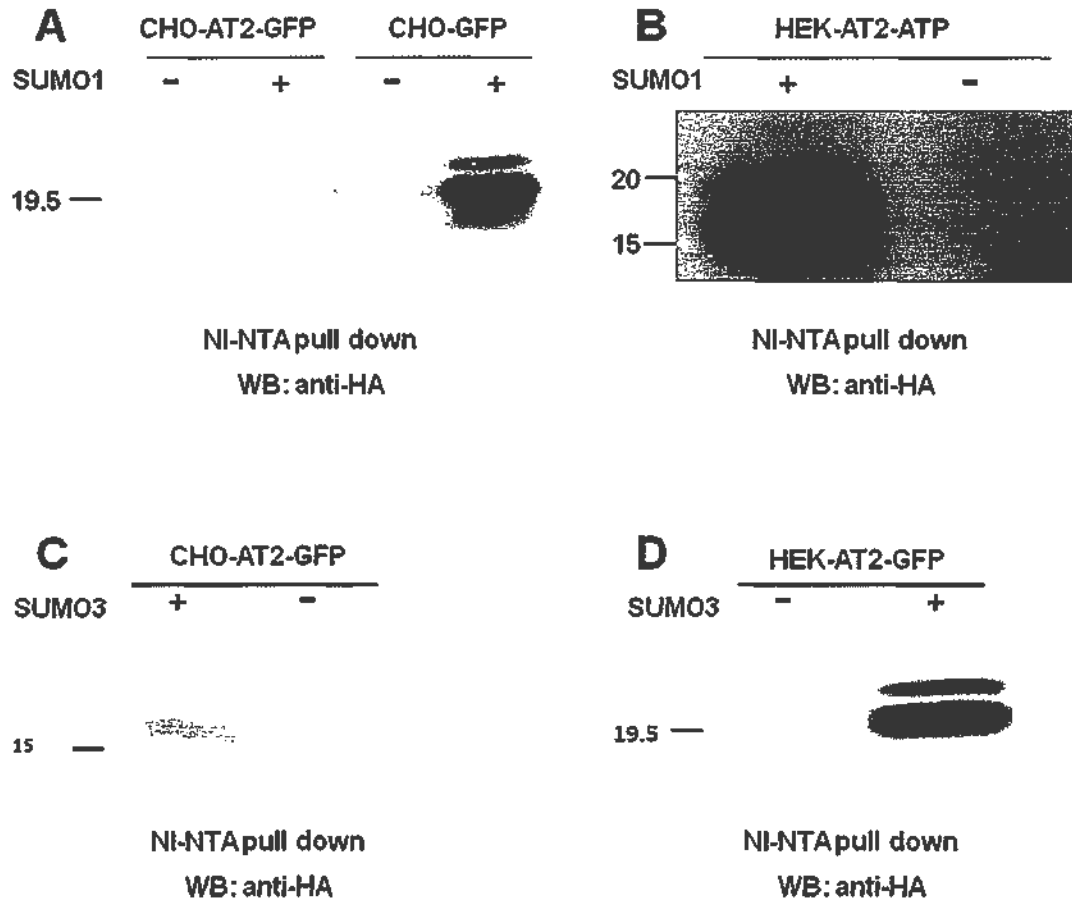 A CHO-AT2-GFP CHO-GFP
SUMO1 - + - +
19.5
NI-NTA pull down
WB: anti-HA
B HEK-AT2-ATP
SUMO1 + -
20
15
NI-NTA pull down
WB: anti-HA
C CHO-AT2-GFP
SUMO3 + -
15
NI-NTA pull down
WB: anti-HA
D HEK-AT2-GFP
SUMO3 - +
19.5
NI-NTA pull down
WB: anti-HA